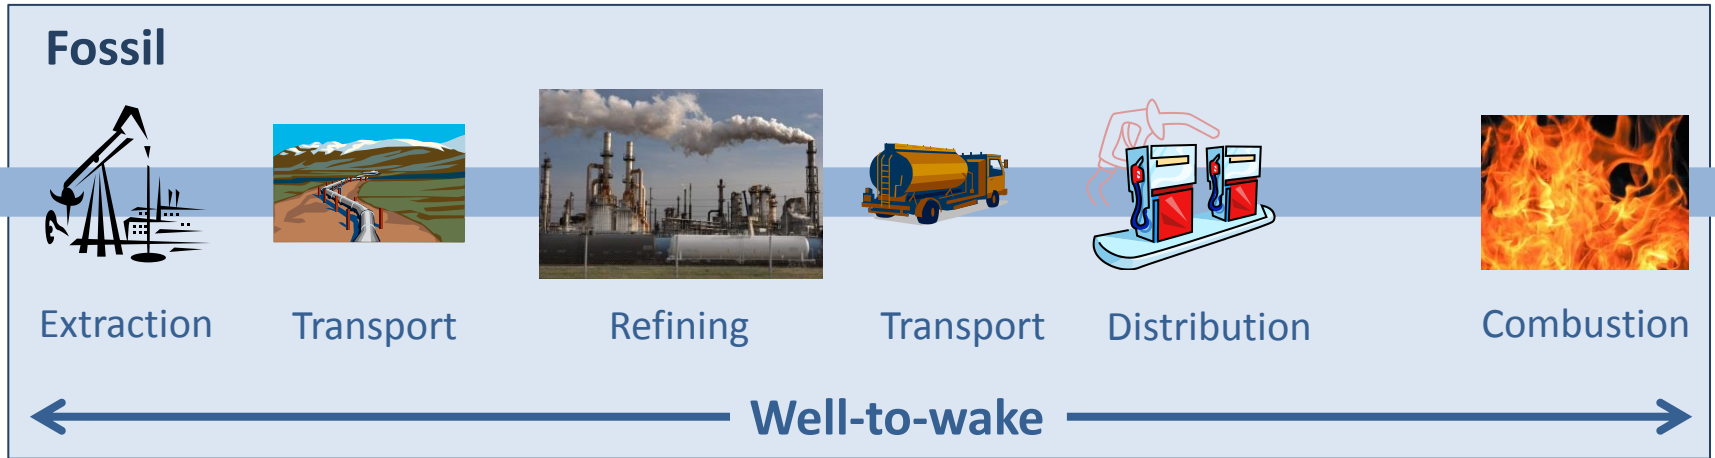 Fossil
Extraction
Transport
Refining
Transport
Distribution
Combustion
Well-to-wake